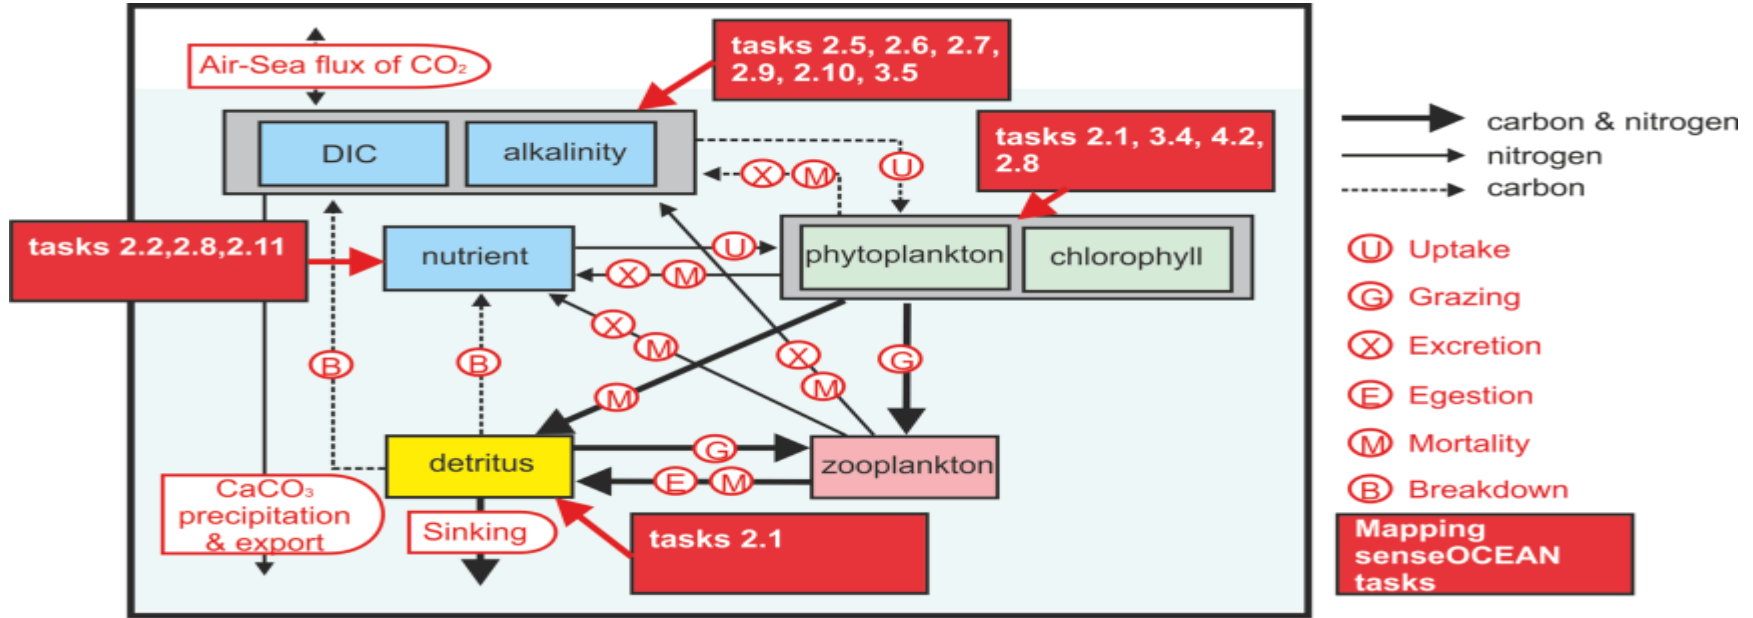 Air-Sea flux of CO₂
tasks 2.5, 2.6, 2.7,
2.9, 2.10, 3.5
DIC
alkalinity
tasks 2.1, 3.4, 4.2,
2.8
U
X
M
tasks 2.2,2.8,2.11
nutrient
U
X
M
phytoplankton
chlorophyll
X
M
B
B
X
M
G
M
detritus
G
E
M
zooplankton
CaCO₃
precipitation
& export
Sinking
tasks 2.1
carbon & nitrogen
nitrogen
carbon
U Uptake
G Grazing
X Excretion
E Egestion
M Mortality
B Breakdown
Mapping
senseOCEAN
tasks